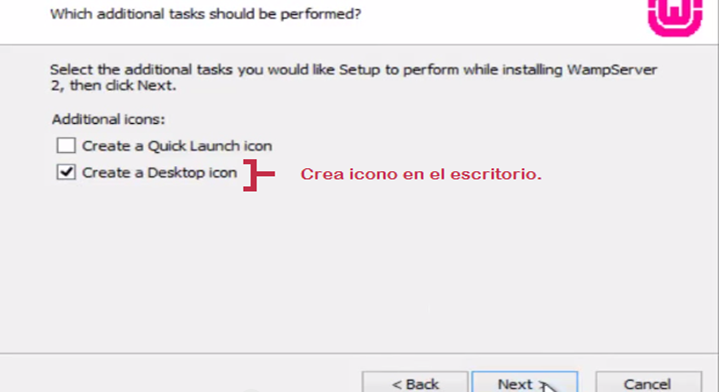 Which additional tasks should be performed?
W
Select the additional tasks you would like Setup to perform while installing WampServer
2, then click Next.
Additional icons:
Create a Quick Launch icon
Create a Desktop icon
Crea icono en el escritorio.
< Back
Next >
Cancel